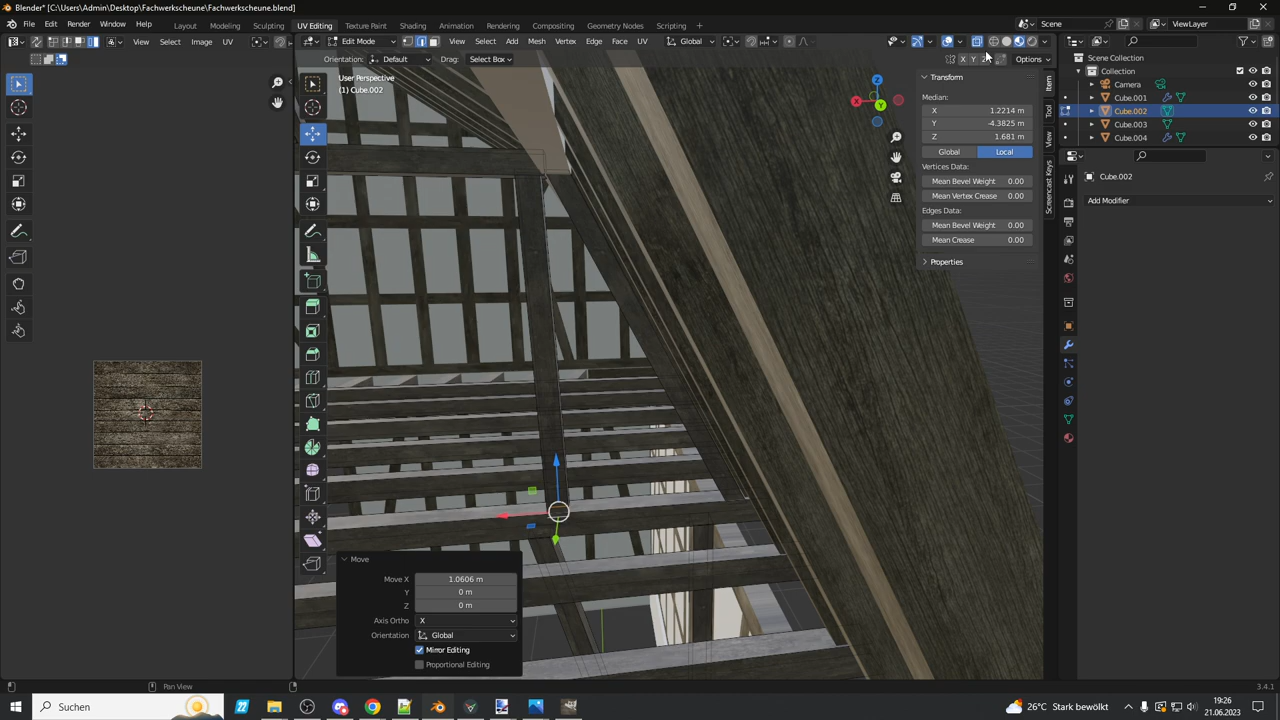 Blender* [C:\Users\Admin\Desktop\Fachwerkscheune\Fachwerkscheune.blend]
File Edit Render Window Help Layout Modeling Sculpting UV Editing Texture Paint Shading Animation Rendering Compositing Geometry Nodes Scripting + Scene ViewLayer
View Select Image UV Edit Mode View Select Add Mesh Vertex Edge Face UV Global
Orientation: Default Drag: Select Box X Y Options
User Perspective
(1) Cube.002
Z
X
Y
Transform
Median:
X 1.2214 m
Y -4.3825 m
Z 1.681 m
Global Local
Vertices Data:
Mean Bevel Weight 0.00
Mean Vertex Crease 0.00
Edges Data:
Mean Bevel Weight 0.00
Mean Crease 0.00
Properties
Item
Tool
View
Screencast Keys
Scene Collection
Collection
Camera
Cube.001
Cube.002
Cube.003
Cube.004
Cube.002
Add Modifier
Move
Move X 1.0606 m
Y 0 m
Z 0 m
Axis Ortho X
Orientation Global
Mirror Editing
Proportional Editing
Pan View
3.4.1
Suchen
26°C Stark bewölkt
19:26
21.06.2023